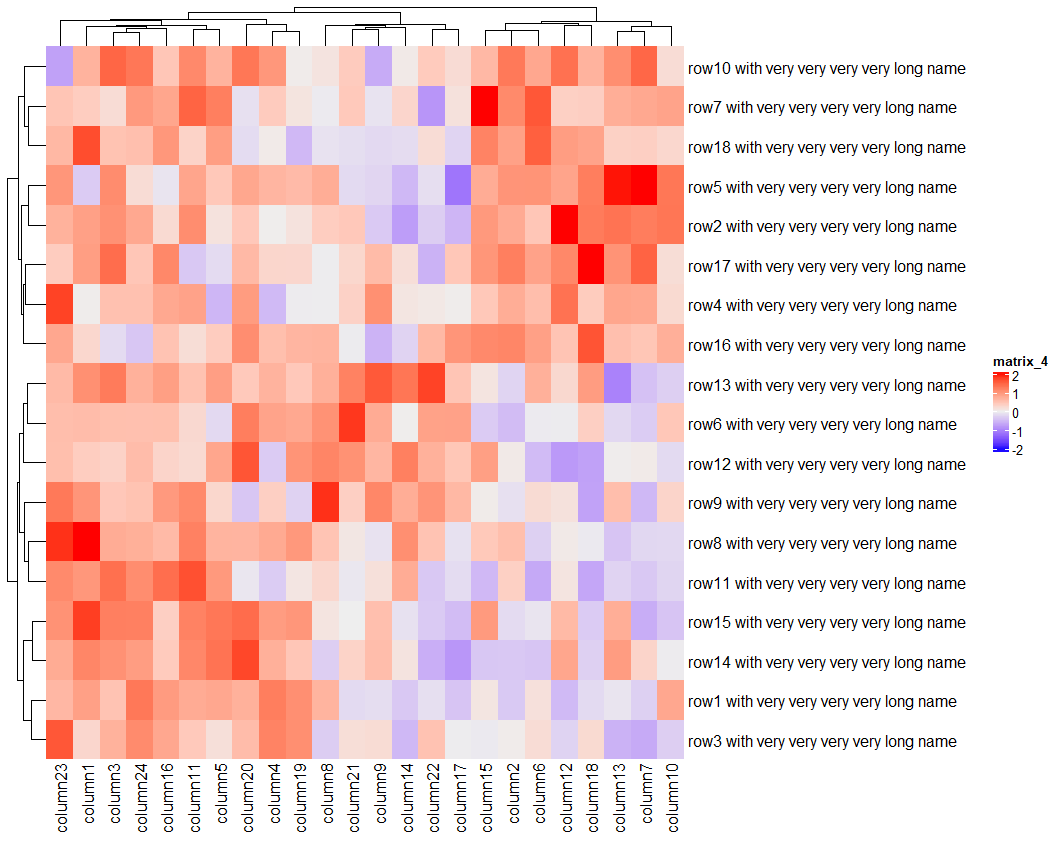 row10 with very very very very long name
row7 with very very very very long name
row18 with very very very very long name
row5 with very very very very long name
row2 with very very very very long name
row17 with very very very very long name
row4 with very very very very long name
row16 with very very very very long name
row13 with very very very very long name
row6 with very very very very long name
row12 with very very very very long name
row9 with very very very very long name
row8 with very very very very long name
row11 with very very very very long name
row15 with very very very very long name
row14 with very very very very long name
row1 with very very very very long name
row3 with very very very very long name
matrix_4
2
1
0
-1
-2
column23
column1
column3
column24
column16
column11
column5
column20
column4
column19
column8
column21
column9
column14
column22
column17
column15
column2
column6
column12
column18
column13
column7
column10